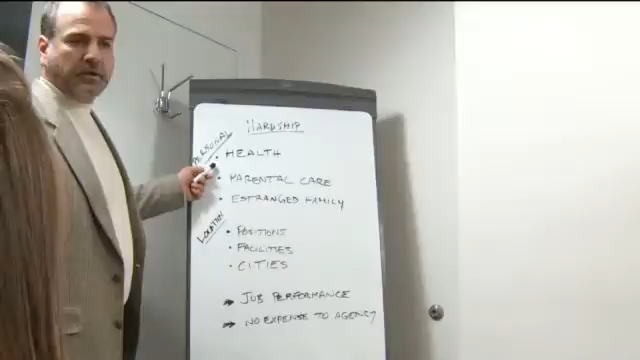 HARDSHIP
PERSONAL
• HEALTH
• PARENTAL CARE
• ESTRANGED FAMILY
LOCATION
• POSITIONS
• FACILITIES
• CITIES
➔ JOB PERFORMANCE
➔ NO EXPENSE TO AGENCY